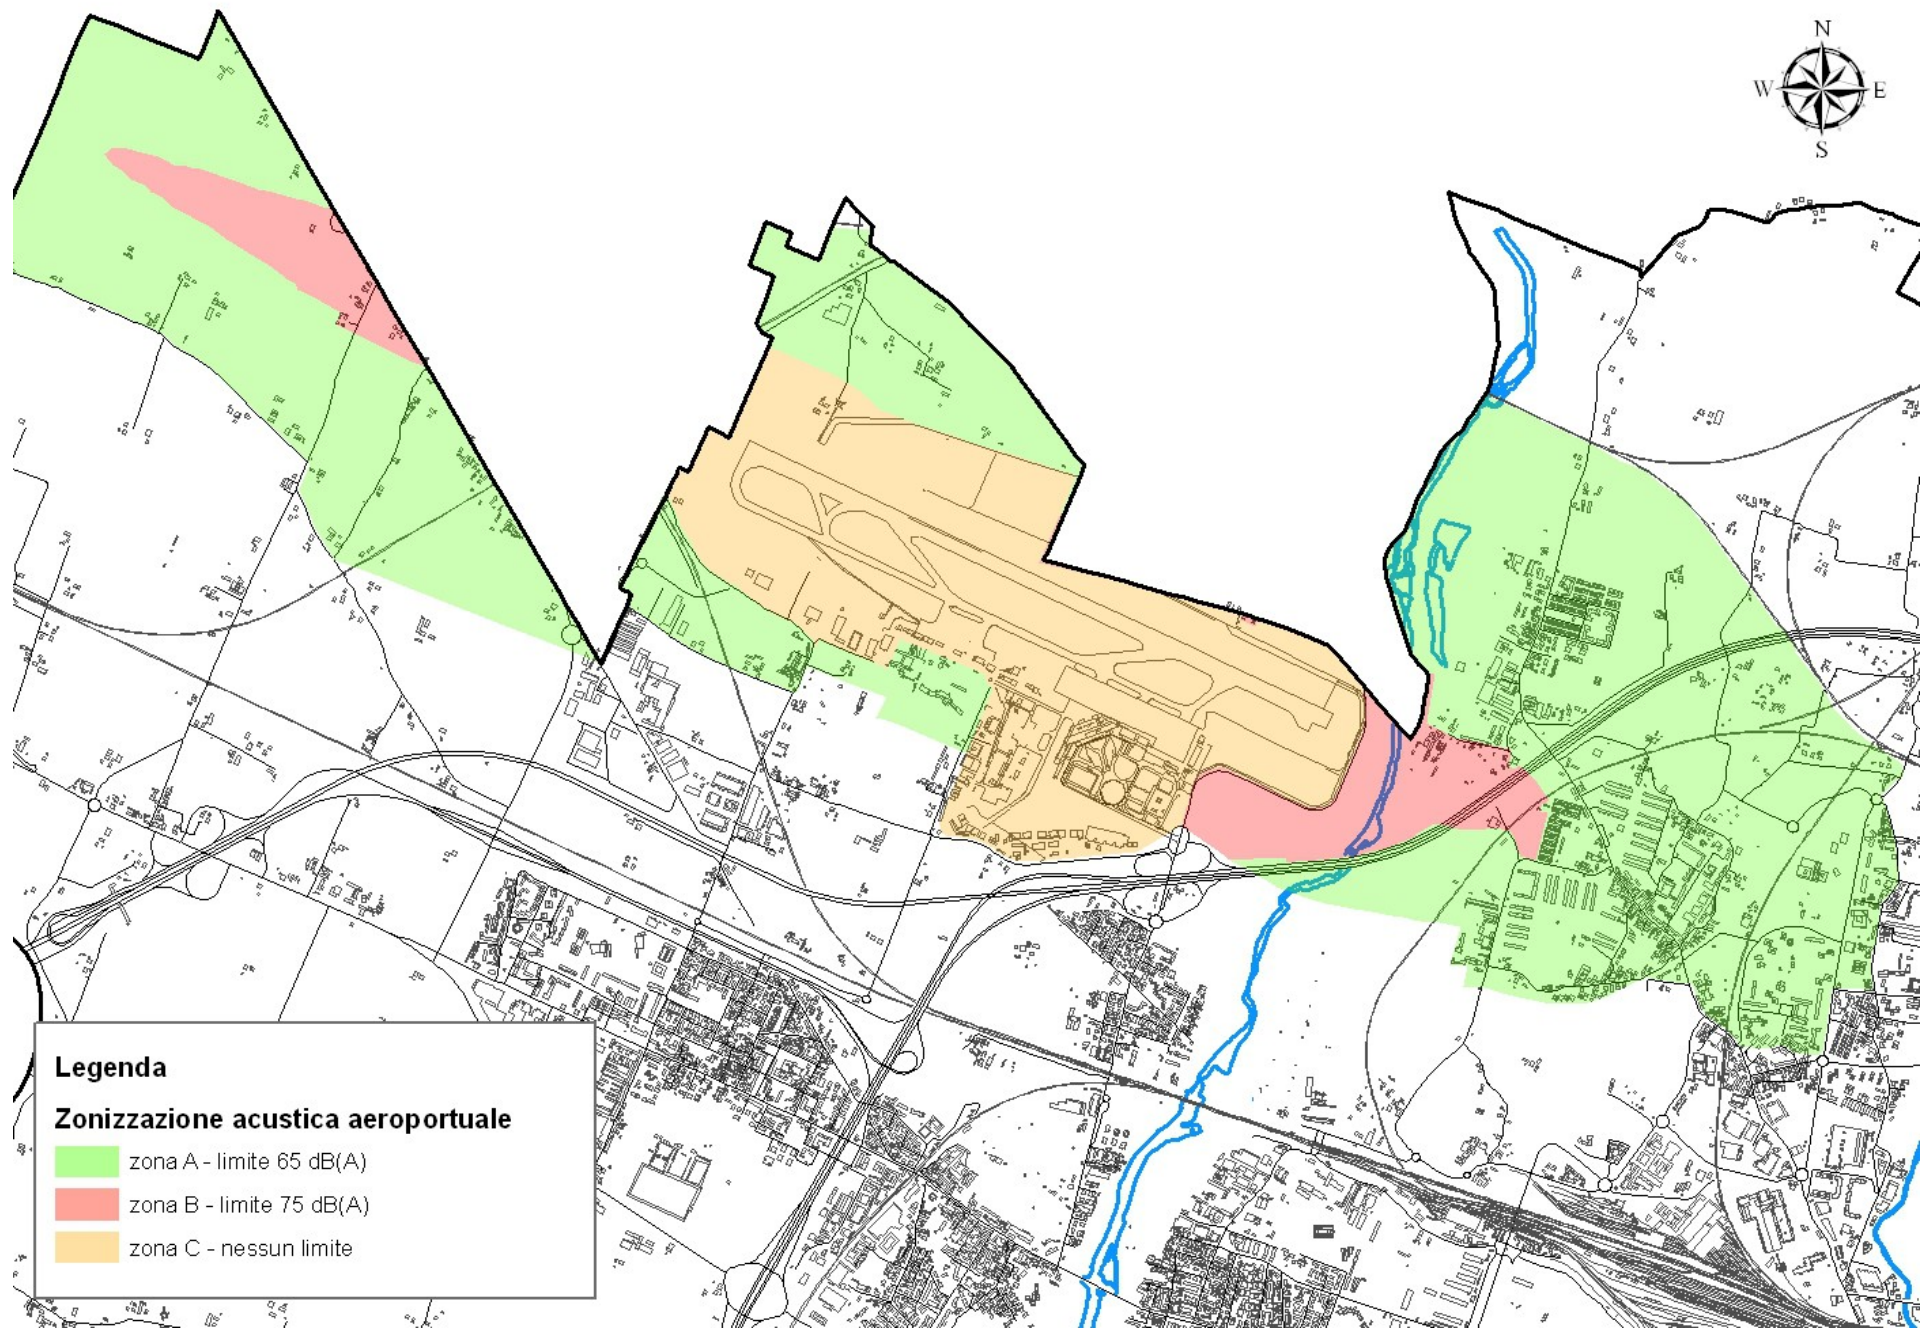 N
W E
S
Legenda
Zonizzazione acustica aeroportuale
zona A - limite 65 dB(A)
zona B - limite 75 dB(A)
zona C - nessun limite